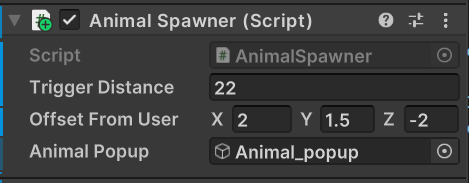 Animal Spawner (Script)
Script AnimalSpawner
Trigger Distance 22
Offset From User X 2 Y 1.5 Z -2
Animal Popup Animal_popup